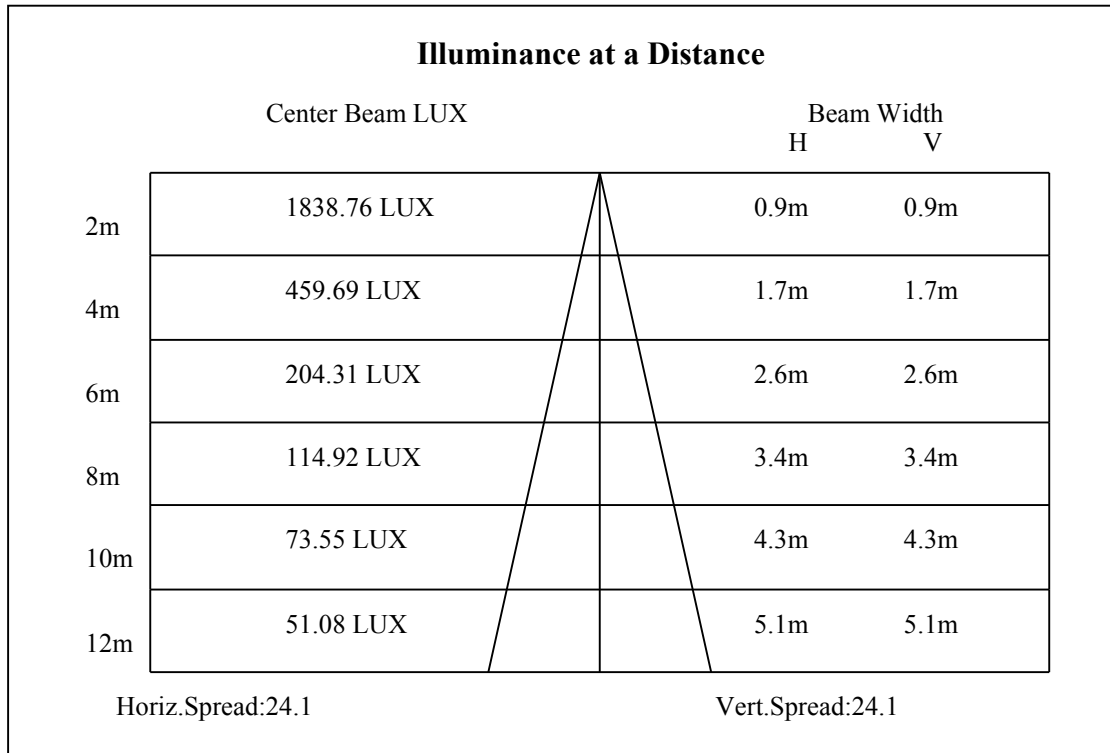 Illuminance at a Distance
Center Beam LUX Beam Width
H V
2m 1838.76 LUX 0.9m 0.9m
4m 459.69 LUX 1.7m 1.7m
6m 204.31 LUX 2.6m 2.6m
8m 114.92 LUX 3.4m 3.4m
10m 73.55 LUX 4.3m 4.3m
12m 51.08 LUX 5.1m 5.1m
Horiz.Spread:24.1 Vert.Spread:24.1